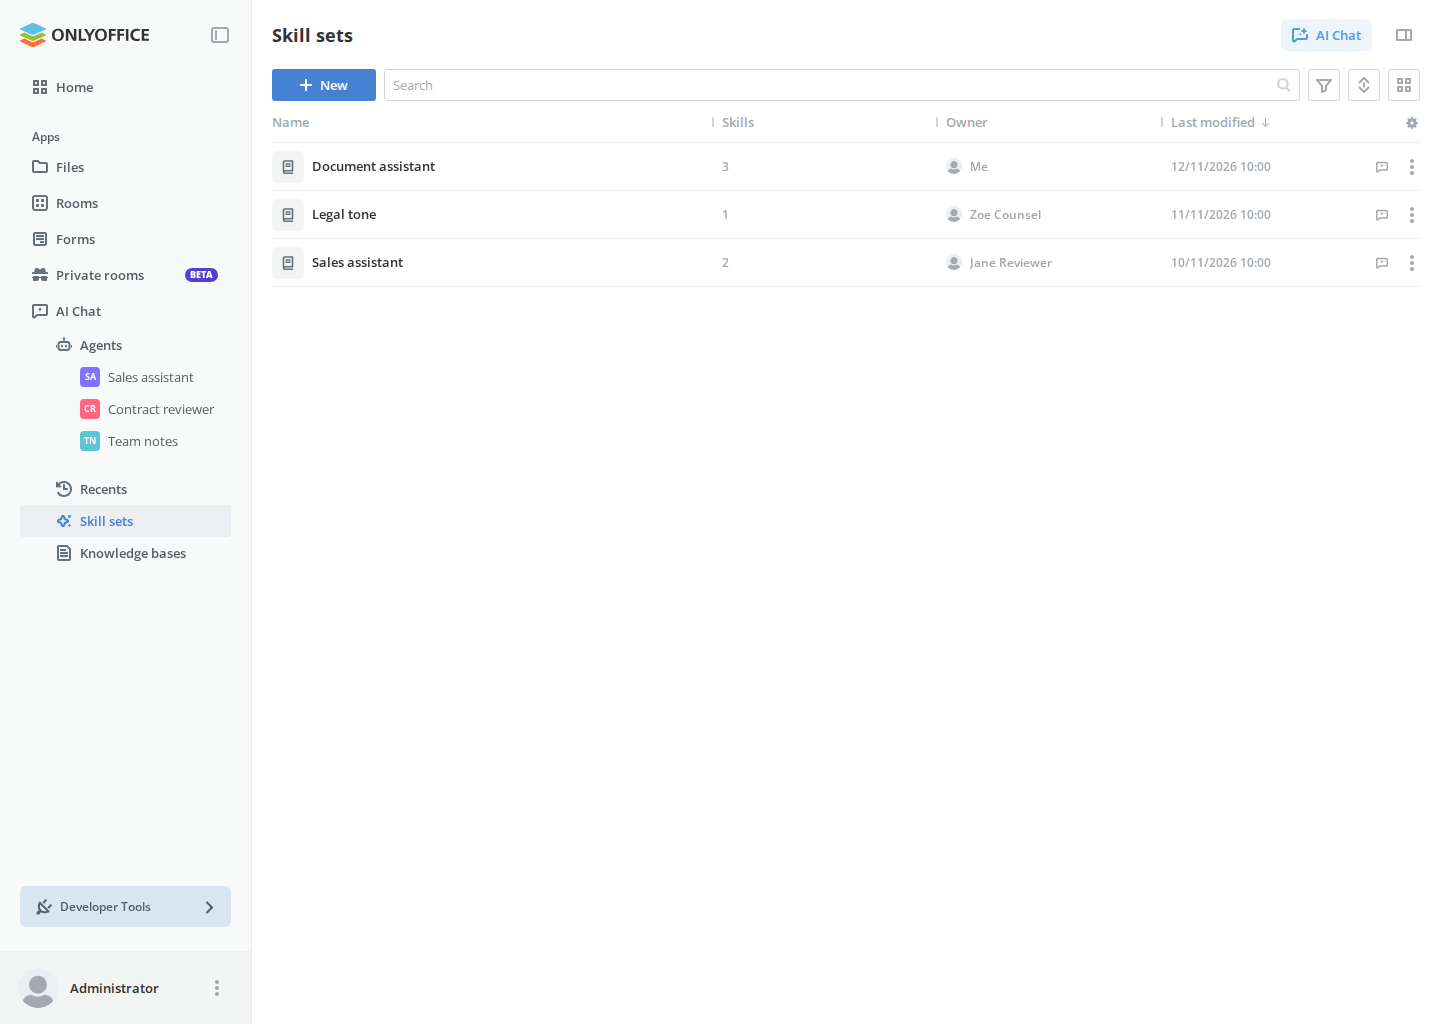 ONLYOFFICE
Home
Apps
Files
Rooms
Forms
Private rooms BETA
AI Chat
Agents
SA Sales assistant
CR Contract reviewer
TN Team notes
Recents
Skill sets
Knowledge bases
Developer Tools
Administrator
Skill sets
AI Chat
New
Search
Name Skills Owner Last modified
Document assistant 3 Me 12/11/2026 10:00
Legal tone 1 Zoe Counsel 11/11/2026 10:00
Sales assistant 2 Jane Reviewer 10/11/2026 10:00